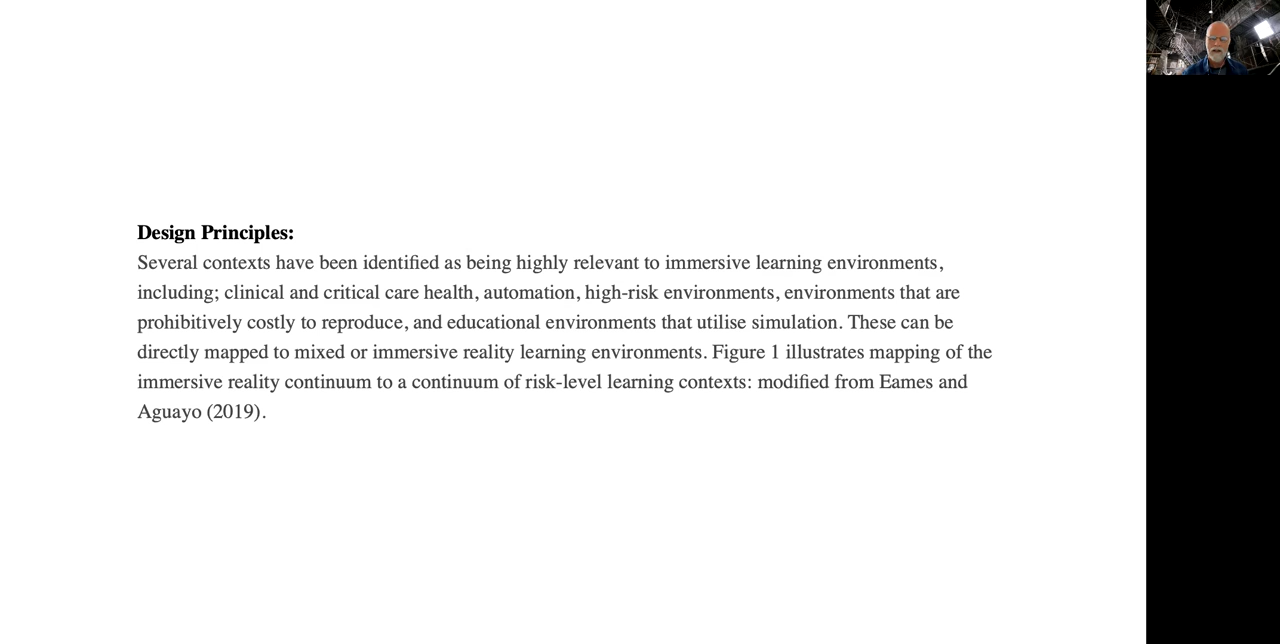 Design Principles:
Several contexts have been identified as being highly relevant to immersive learning environments,
including; clinical and critical care health, automation, high-risk environments, environments that are
prohibitively costly to reproduce, and educational environments that utilise simulation. These can be
directly mapped to mixed or immersive reality learning environments. Figure 1 illustrates mapping of the
immersive reality continuum to a continuum of risk-level learning contexts: modified from Eames and
Aguayo (2019).